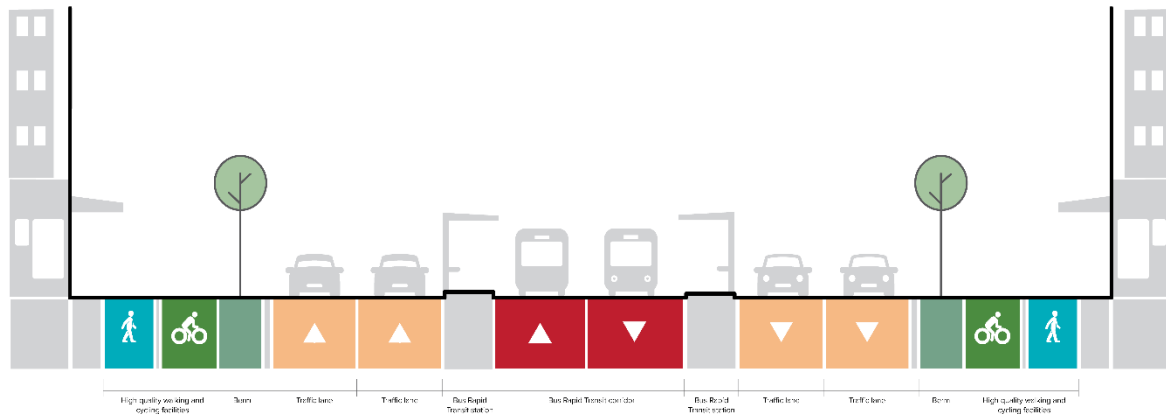 High quality walking and
cycling facilities
Berm
Traffic lane
Traffic lane
Bus Rapid
Transit station
Bus Rapid Transit corridor
Bus Rapid
Transit station
Traffic lane
Traffic lane
Berm
High quality walking and
cycling facilities